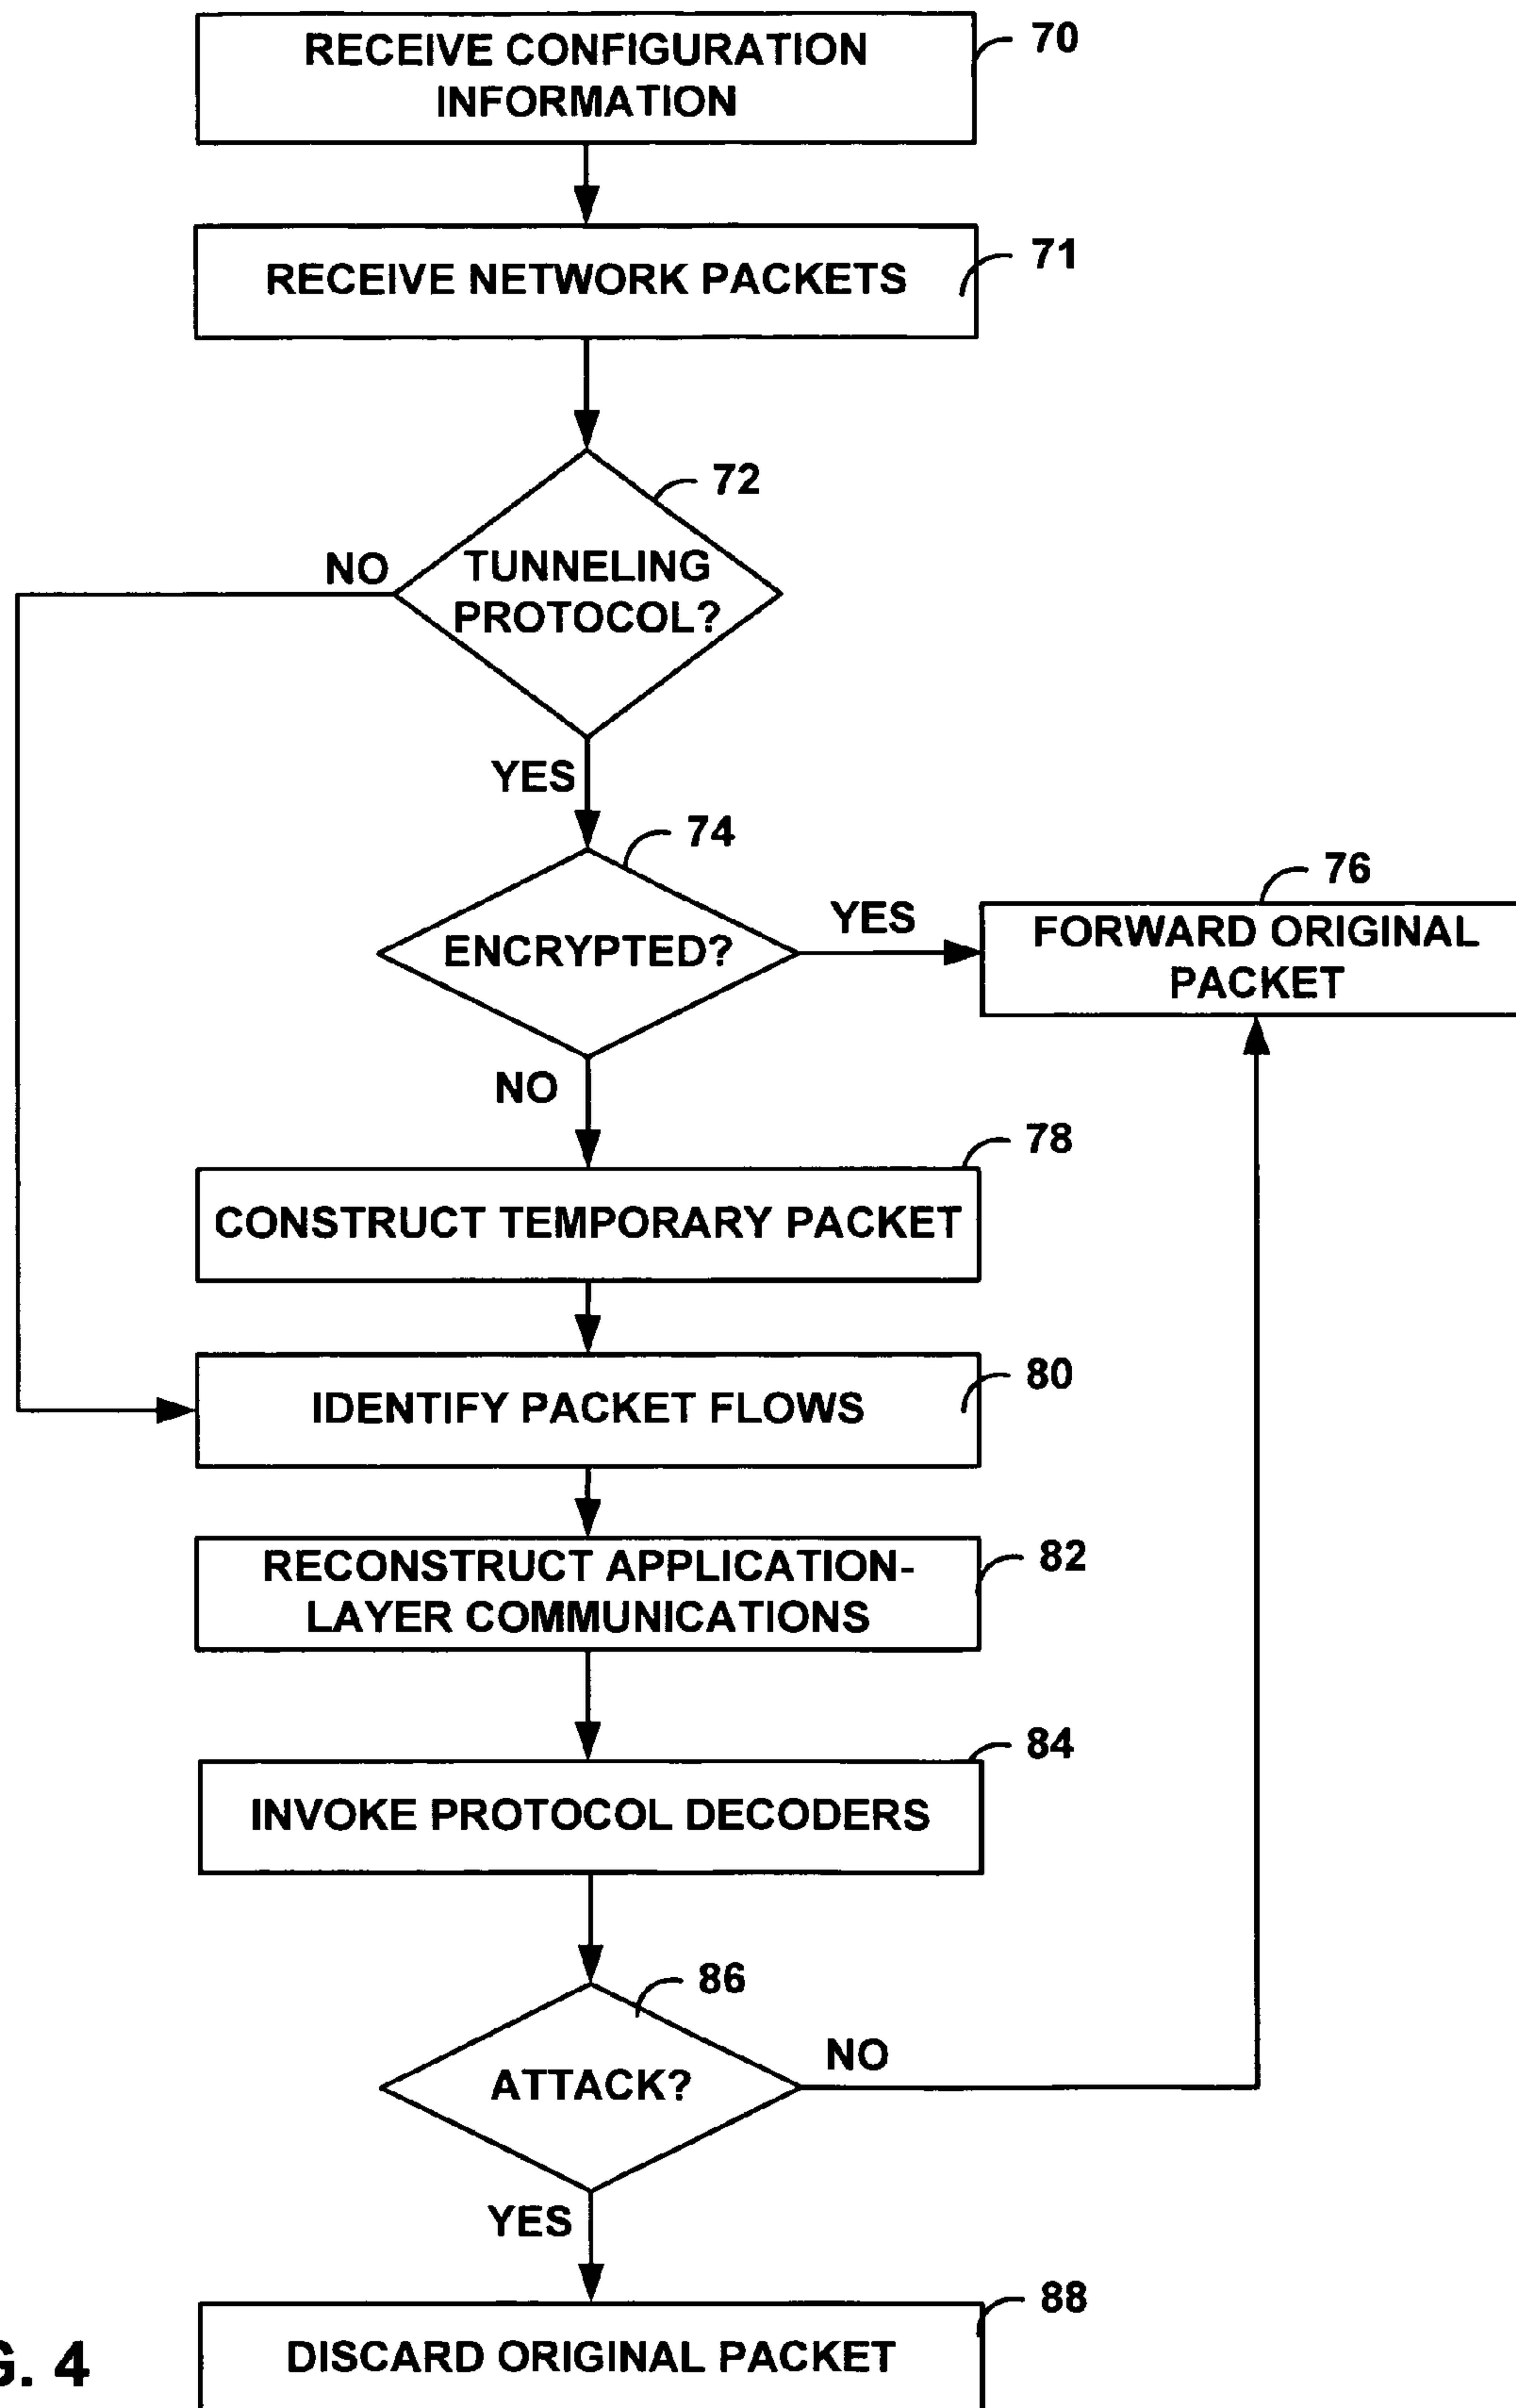 RECEIVE CONFIGURATION
INFORMATION
70
RECEIVE NETWORK PACKETS
71
72
NO
TUNNELING
PROTOCOL?
YES
74
ENCRYPTED?
YES
76
FORWARD ORIGINAL
PACKET
NO
78
CONSTRUCT TEMPORARY PACKET
80
IDENTIFY PACKET FLOWS
RECONSTRUCT APPLICATION-
LAYER COMMUNICATIONS
82
84
INVOKE PROTOCOL DECODERS
86
ATTACK?
NO
YES
88
DISCARD ORIGINAL PACKET
G. 4